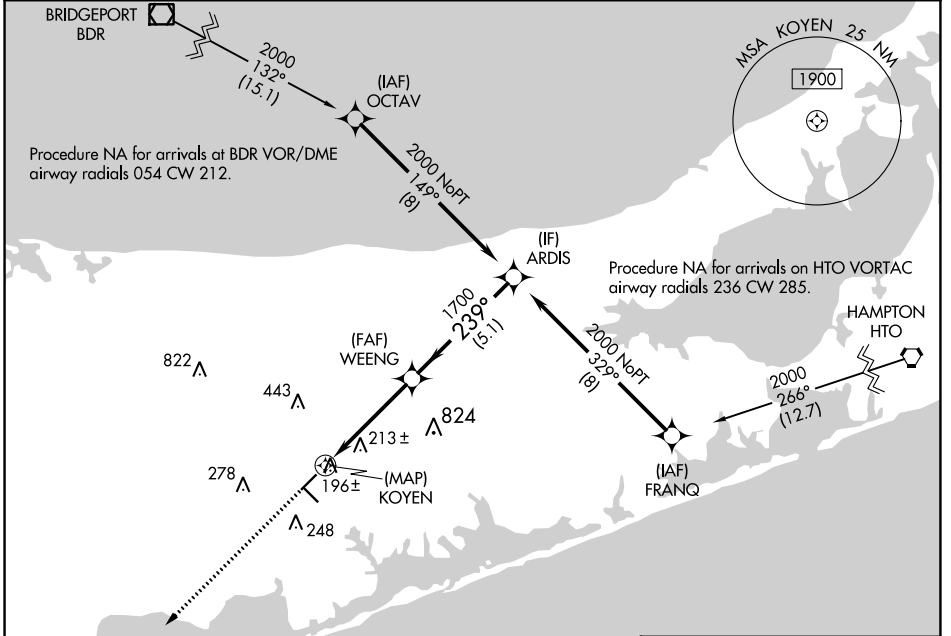 BRIDGEPORT
BDR
2000
132°
(15.1)
(IAF)
OCTAV
MSA KOYEN 25 NM
1900
Procedure NA for arrivals at BDR VOR/DME
airway radials 054 CW 212.
2000 NoPT
149°
(8)
(IF)
ARDIS
Procedure NA for arrivals on HTO VORTAC
airway radials 236 CW 285.
HAMPTON
HTO
1700
239°
(5.1)
(FAF)
WEENG
2000 NoPT
329°
(8)
2000
266°
(12.7)
822
443
824
213±
(IAF)
FRANQ
278
196±
(MAP)
KOYEN
248